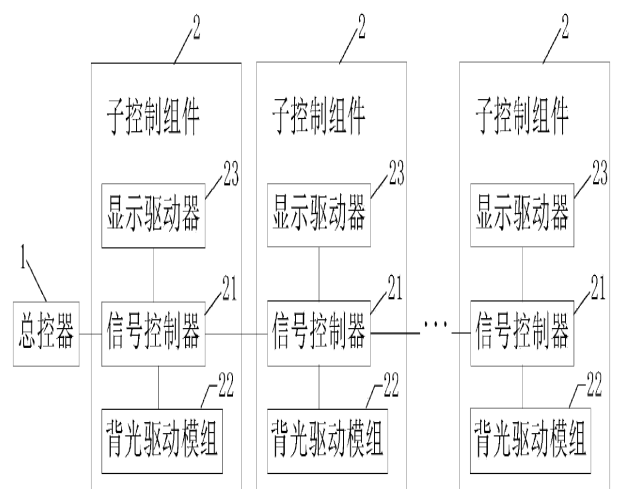 2 2 2
子控制组件 子控制组件 子控制组件
23 23 23
显示驱动器 显示驱动器 显示驱动器
1 21 21 21
总控器 信号控制器 信号控制器 ··· 信号控制器
22 22 22
背光驱动模组 背光驱动模组 背光驱动模组